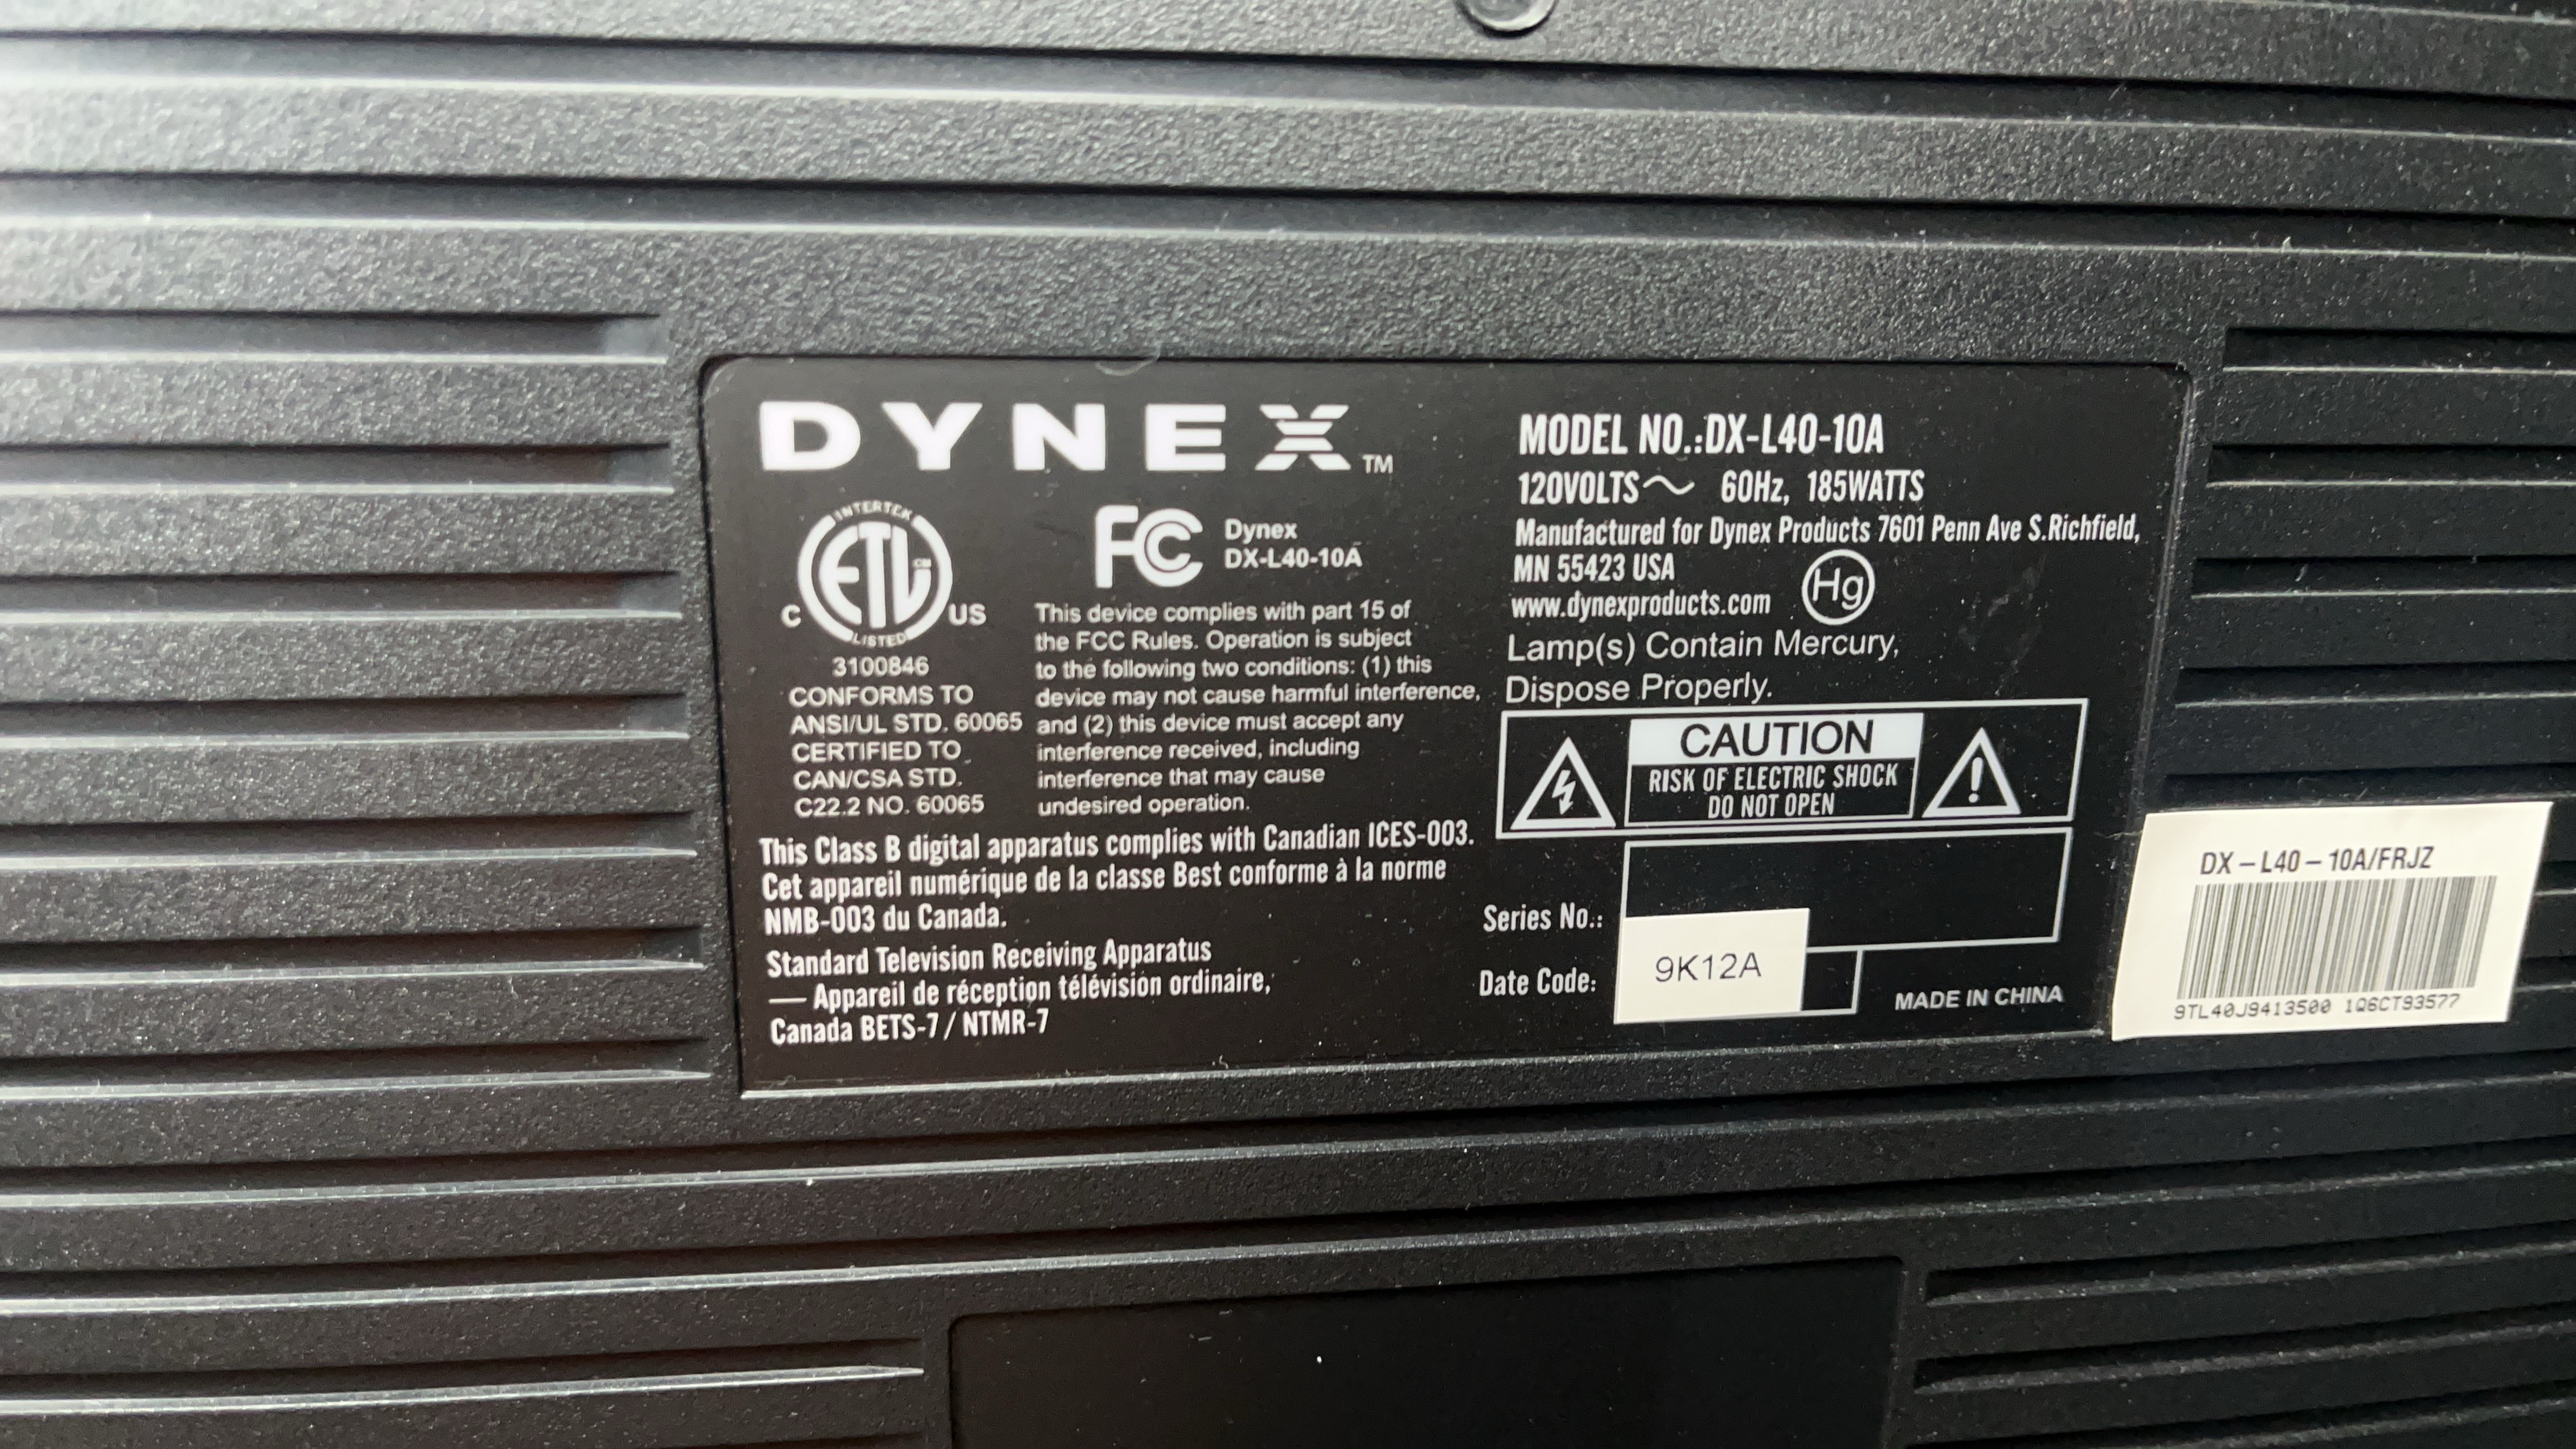 DYNEX™
INTERTEK
ETL CM
C US
LISTED
3100846
CONFORMS TO
ANSI/UL STD. 60065
CERTIFIED TO
CAN/CSA STD.
C22.2 NO. 60065
FC Dynex
DX-L40-10A
This device complies with part 15 of
the FCC Rules. Operation is subject
to the following two conditions: (1) this
device may not cause harmful interference,
and (2) this device must accept any
interference received, including
interference that may cause
undesired operation.
This Class B digital apparatus complies with Canadian ICES-003.
Cet appareil numérique de la classe Best conforme à la norme
NMB-003 du Canada.
Standard Television Receiving Apparatus
— Appareil de réception télévision ordinaire,
Canada BETS-7 / NTMR-7
MODEL NO.:DX-L40-10A
120VOLTS~ 60Hz, 185WATTS
Manufactured for Dynex Products 7601 Penn Ave S.Richfield,
MN 55423 USA
www.dynexproducts.com Hg
Lamp(s) Contain Mercury,
Dispose Properly.
CAUTION
RISK OF ELECTRIC SHOCK
DO NOT OPEN
Series No.:
Date Code: 9K12A
MADE IN CHINA
DX-L40-10A/FRJZ
9TL40J9413500 1Q6CT93577